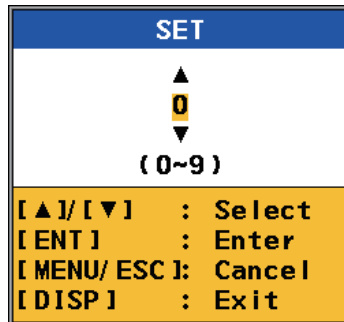 SET
▲
0
▼
(0~9)
[▲]/[▼] : Select
[ENT] : Enter
[MENU/ESC]: Cancel
[DISP] : Exit